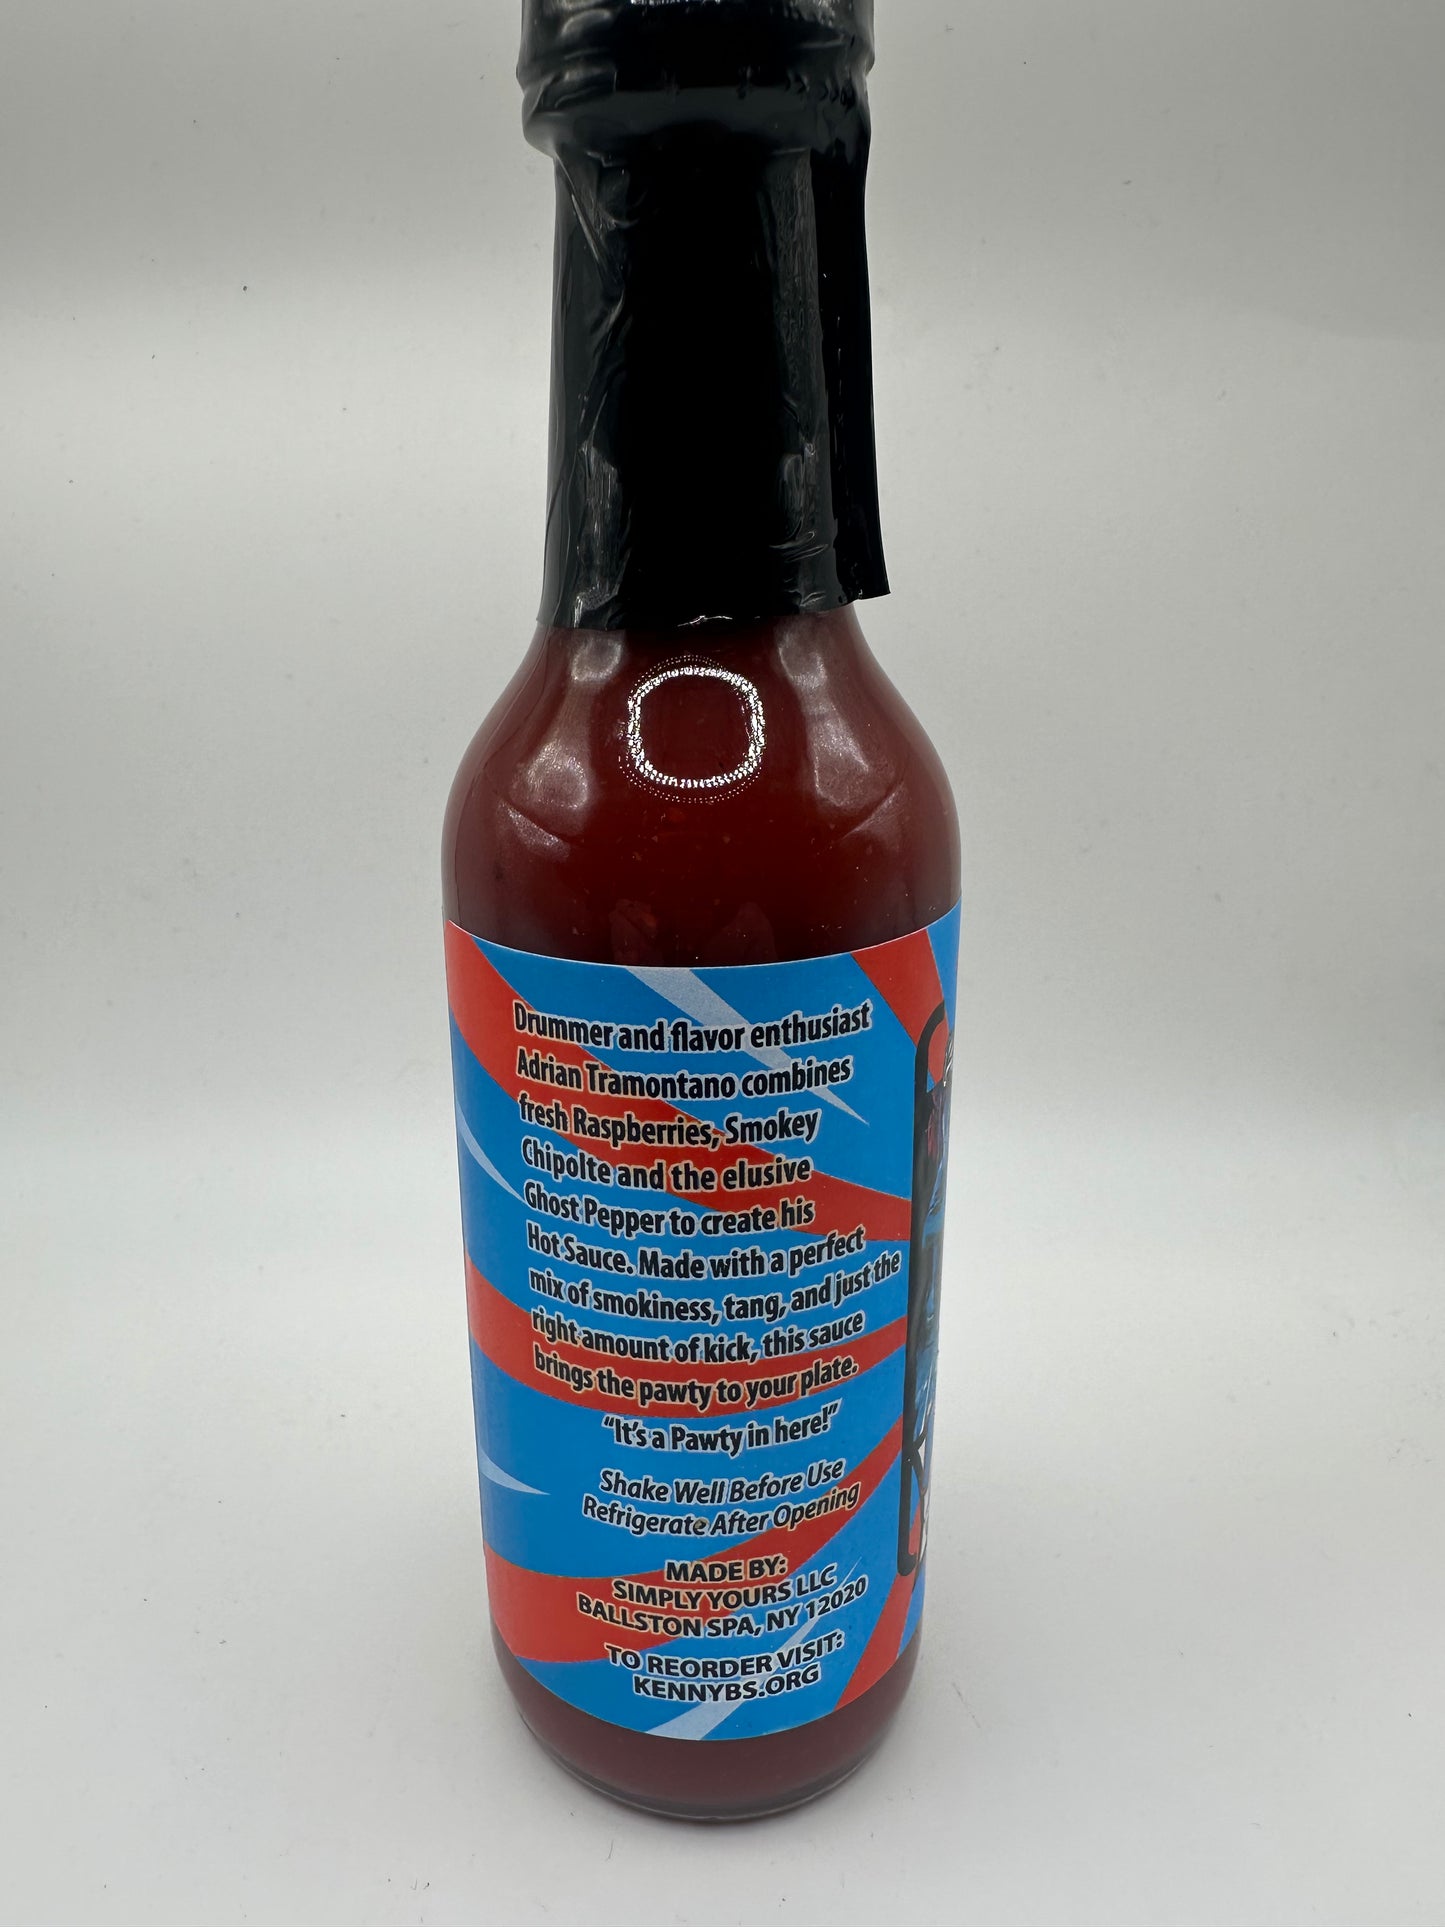 Drummer and flavor enthusiast
Adrian Tramontano combines
fresh Raspberries, Smokey
Chipolte and the elusive
Ghost Pepper to create his
Hot Sauce. Made with a perfect
mix of smokiness, tang, and just the
right amount of kick, this sauce
brings the pawty to your plate.
"It's a Pawty in here!"
Shake Well Before Use
Refrigerate After Opening
MADE BY:
SIMPLY YOURS LLC
BALLSTON SPA, NY 12020
TO REORDER VISIT:
KENNYBS.ORG